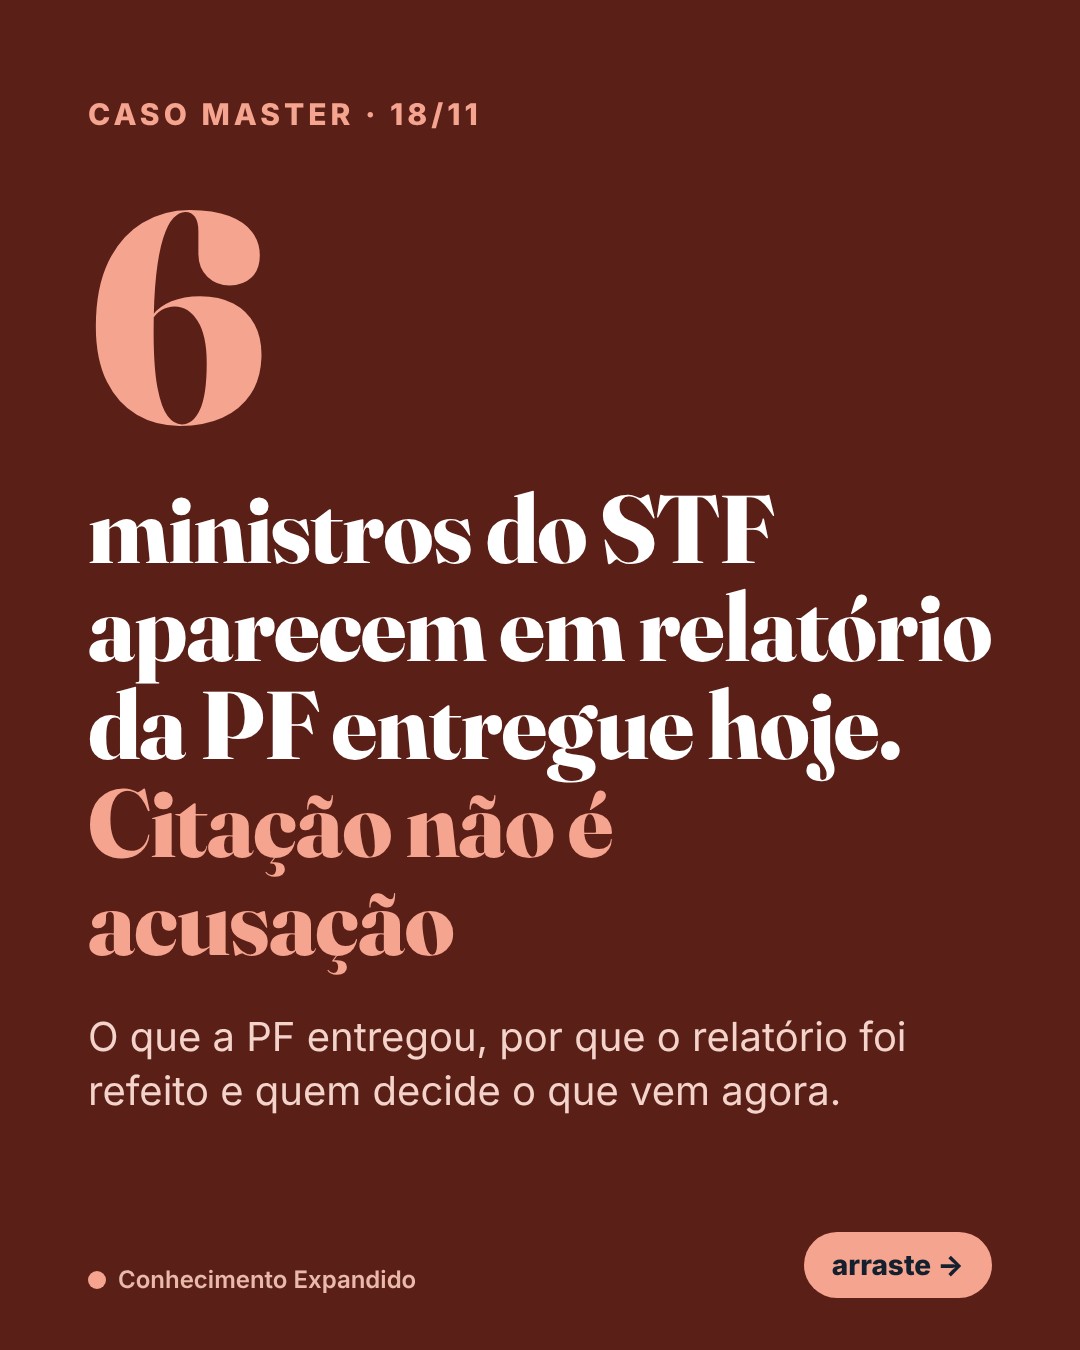 CASO MASTER · 18/11
6
ministros do STF
aparecem em relatório
da PF entregue hoje.
Citação não é
acusação
O que a PF entregou, por que o relatório foi
refeito e quem decide o que vem agora.
Conhecimento Expandido
arraste →